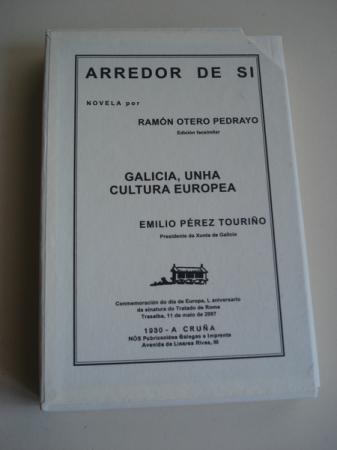 ARREDOR DE SI
NOVELA por
RAMÓN OTERO PEDRAYO
Edición facsimilar
GALICIA, UNHA
CULTURA EUROPEA
EMILIO PÉREZ TOURIÑO
Presidente da Xunta de Galicia
Conmemoración do día de Europa, L aniversario
da sinatura do Tratado de Roma
Trasalba, 11 de maio de 2007
1930 - A CRUÑA
NÓS Pubricacións Galegas e Imprenta
Avenida de Linares Rivas, 50